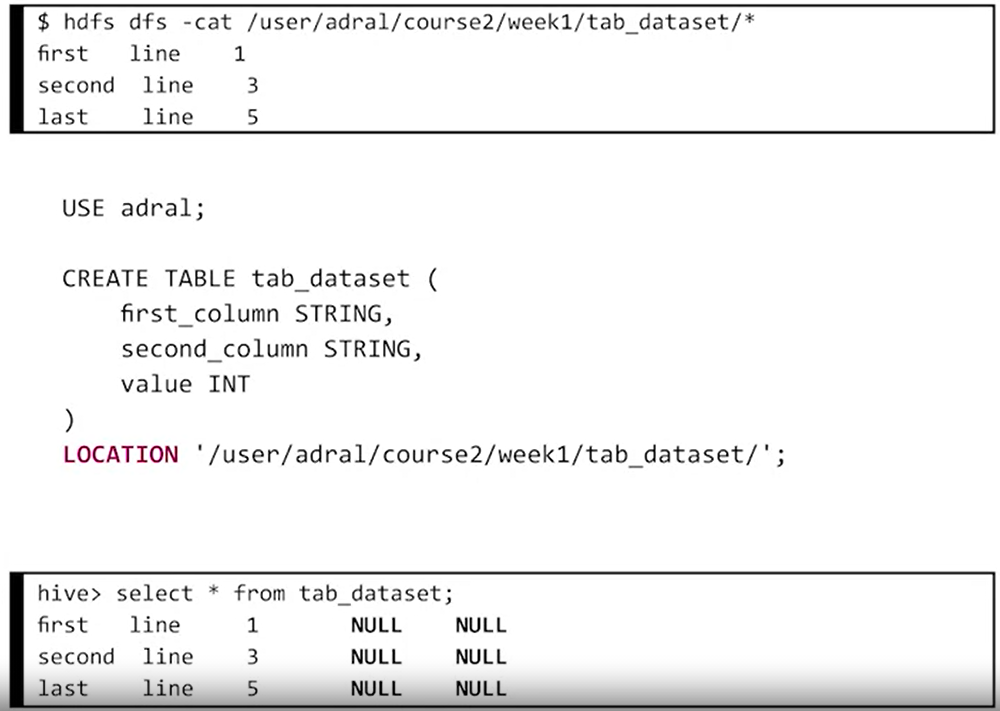 $ hdfs dfs -cat /user/adral/course2/week1/tab_dataset/*
first line 1
second line 3
last line 5
USE adral;
CREATE TABLE tab_dataset (
first_column STRING,
second_column STRING,
value INT
)
LOCATION '/user/adral/course2/week1/tab_dataset/';
hive> select * from tab_dataset;
first line 1 NULL NULL
second line 3 NULL NULL
last line 5 NULL NULL